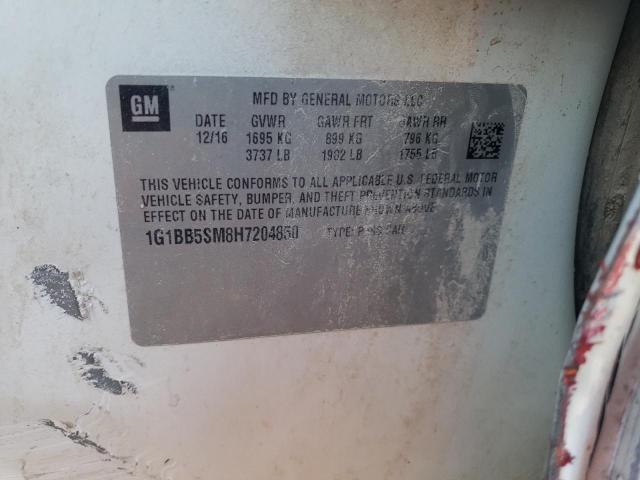 GM
MFD BY GENERAL MOTORS LLC
DATE GVWR GAWR FRT GAWR RR
12/16 1695 KG 899 KG 796 KG
3737 LB 1982 LB 1755 LB
THIS VEHICLE CONFORMS TO ALL APPLICABLE U.S. FEDERAL MOTOR
VEHICLE SAFETY, BUMPER, AND THEFT PREVENTION STANDARDS IN
EFFECT ON THE DATE OF MANUFACTURE SHOWN ABOVE
1G1BB5SM8H7204850 TYPE: PASS CAR